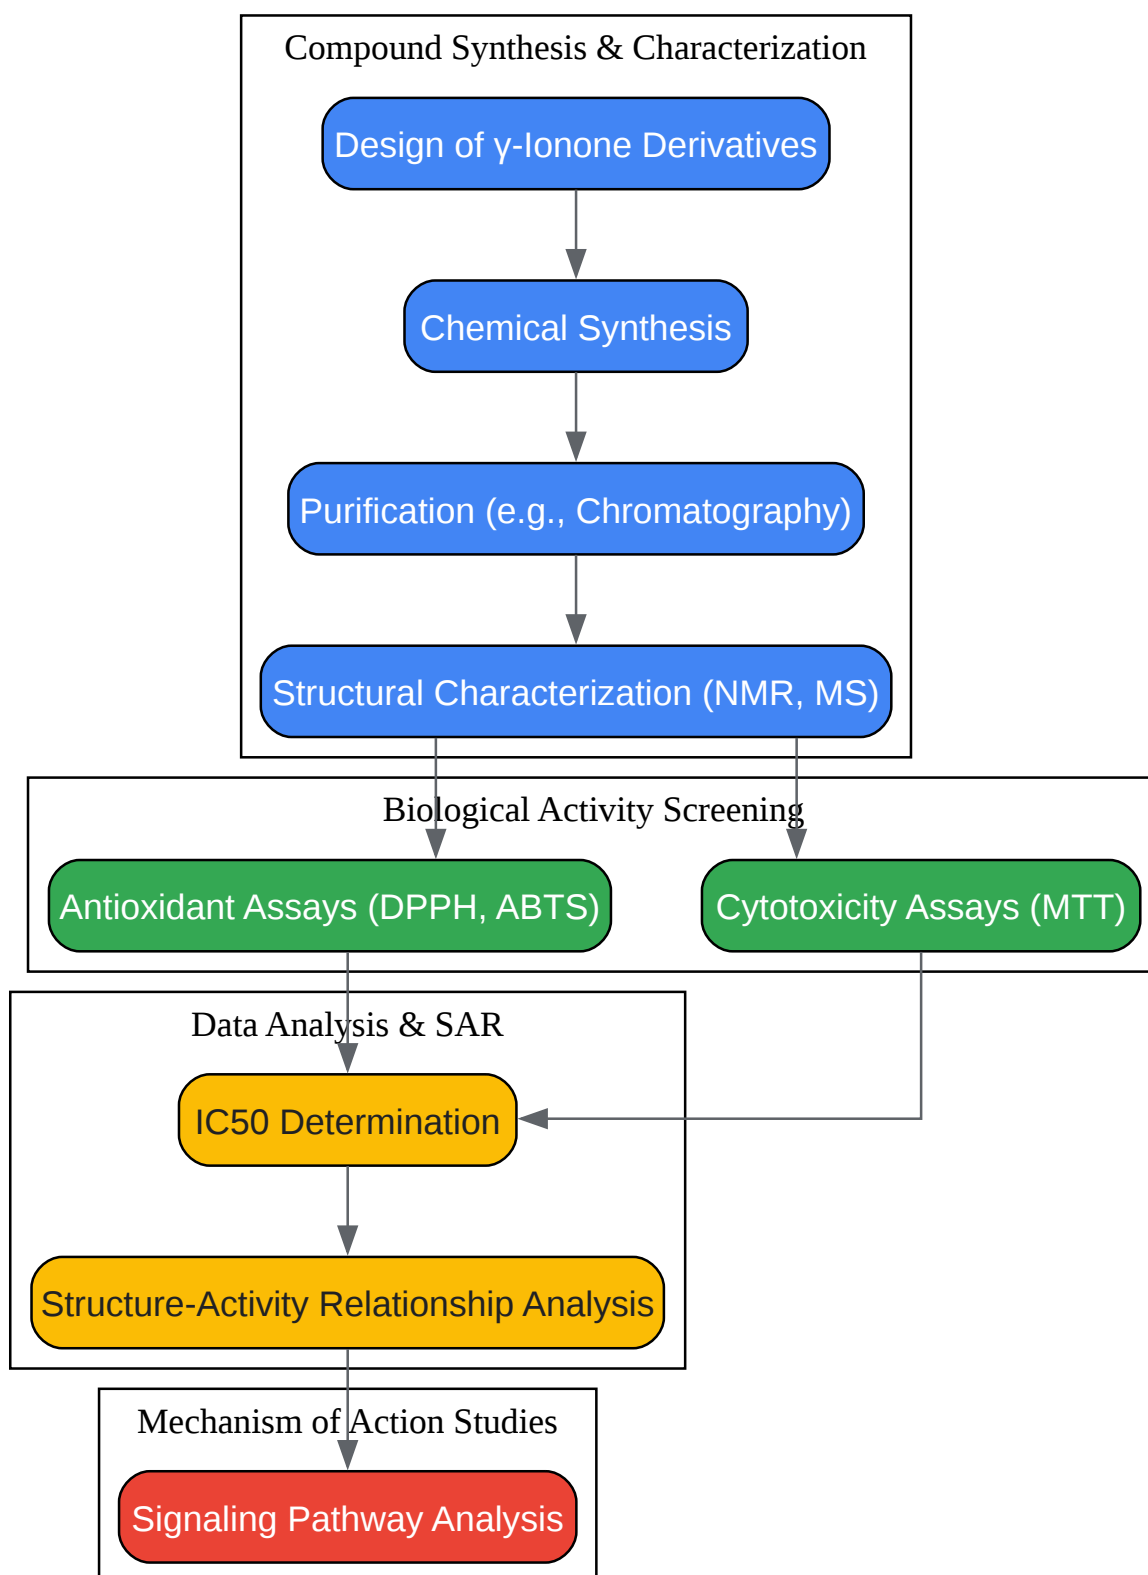 Compound Synthesis & Characterization
Design of γ-Ionone Derivatives
Chemical Synthesis
Purification (e.g., Chromatography)
Structural Characterization (NMR, MS)
Biological Activity Screening
Antioxidant Assays (DPPH, ABTS)
Cytotoxicity Assays (MTT)
Data Analysis & SAR
IC50 Determination
Structure-Activity Relationship Analysis
Mechanism of Action Studies
Signaling Pathway Analysis